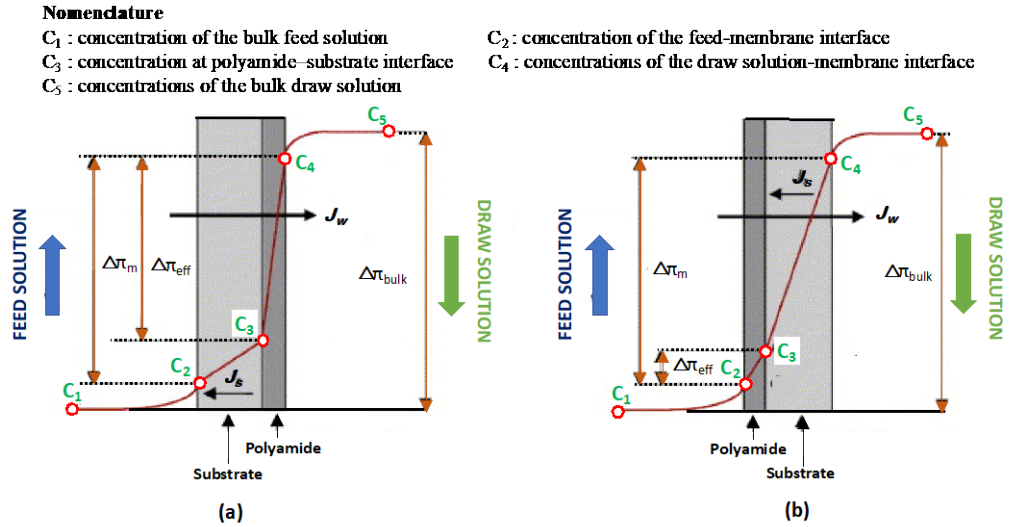 Nomenclature
C1 : concentration of the bulk feed solution
C2 : concentration of the feed-membrane interface
C3 : concentration at polyamide–substrate interface
C4 : concentrations of the draw solution-membrane interface
C5 : concentrations of the bulk draw solution
C5
C4
Jw
FEED SOLUTION
Δπm
Δπeff
Δπbulk
DRAW SOLUTION
C3
C2
Js
C1
Polyamide
Substrate
(a)
C5
C4
Js
Jw
FEED SOLUTION
Δπm
Δπbulk
DRAW SOLUTION
C3
Δπeff
C2
C1
Polyamide
Substrate
(b)